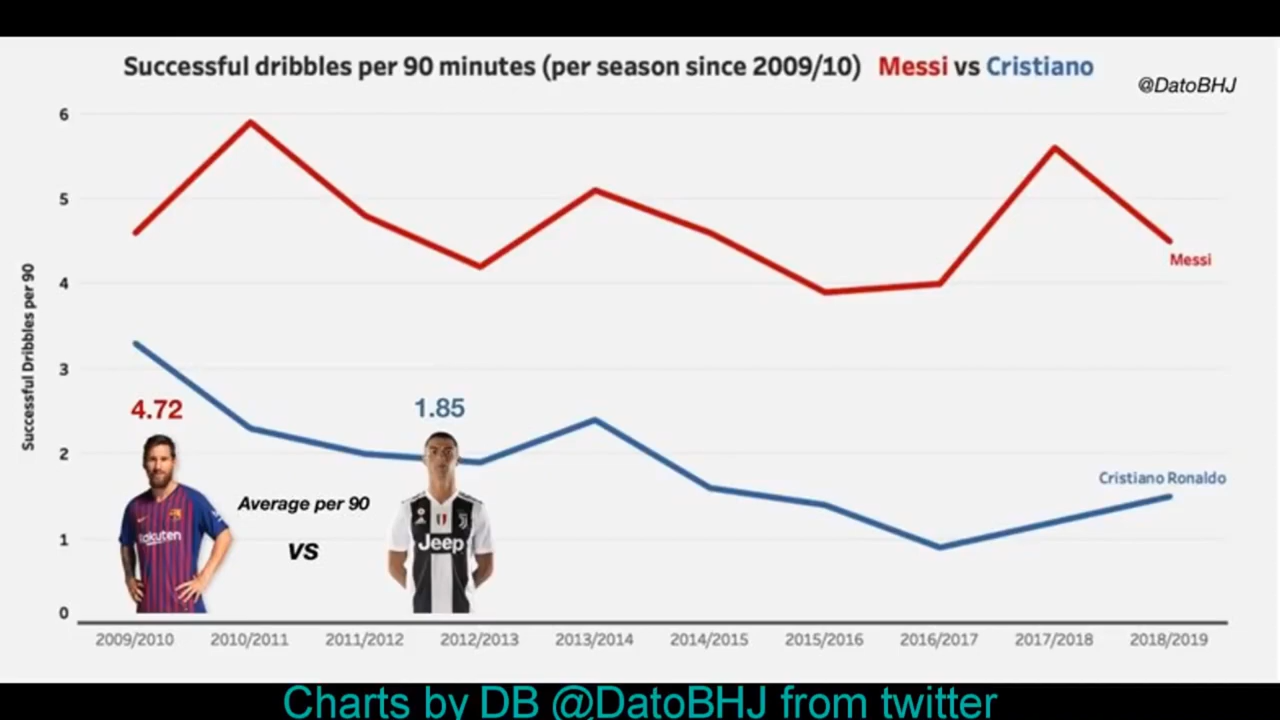 Successful dribbles per 90 minutes (per season since 2009/10) Messi vs Cristiano
@DatoBHJ
6
5
4
3
2
1
0
Successful Dribbles per 90
Messi
Cristiano Ronaldo
4.72
1.85
Average per 90
vs
Rakuten
Jeep
2009/2010 2010/2011 2011/2012 2012/2013 2013/2014 2014/2015 2015/2016 2016/2017 2017/2018 2018/2019
Charts by DB @DatoBHJ from twitter